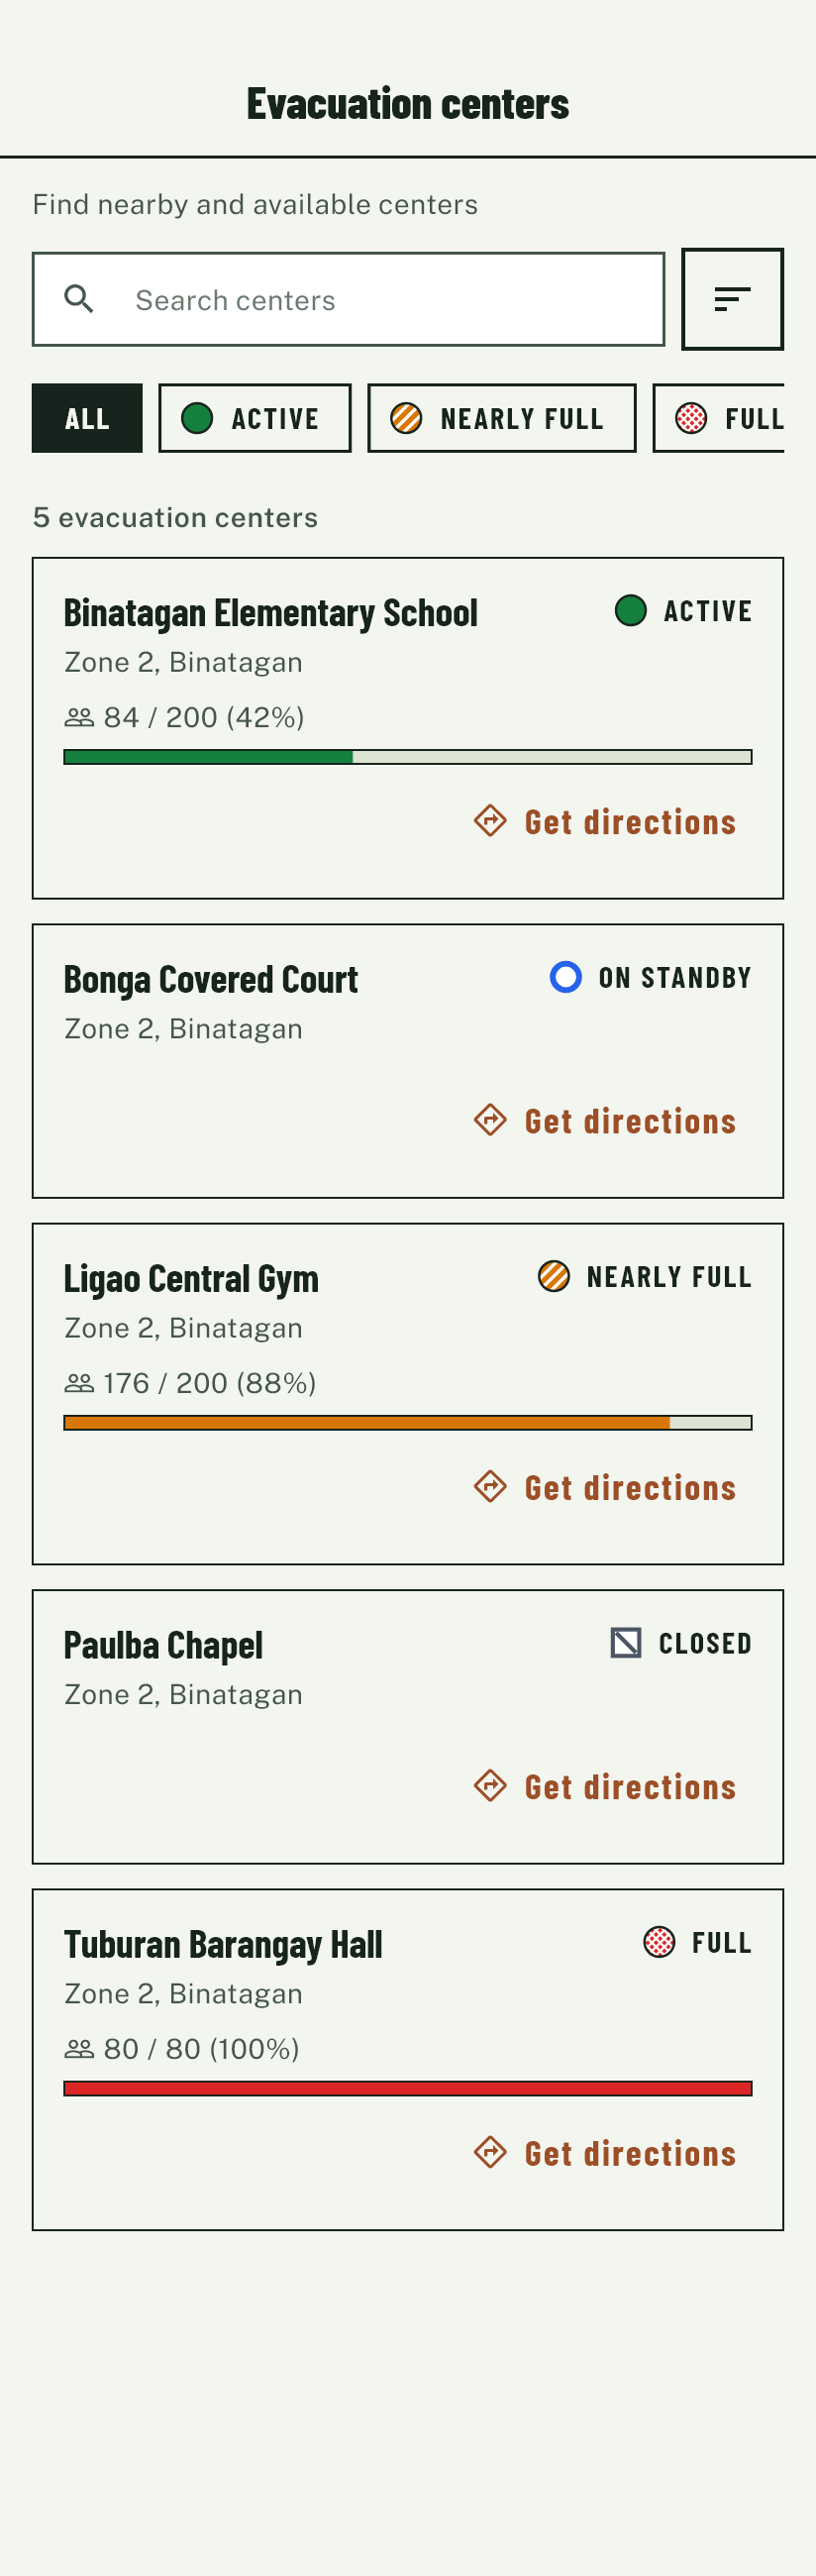 Evacuation centers
Find nearby and available centers
Search centers
ALL
ACTIVE
NEARLY FULL
FULL
5 evacuation centers
Binatagan Elementary School
ACTIVE
Zone 2, Binatagan
84 / 200 (42%)
Get directions
Bonga Covered Court
ON STANDBY
Zone 2, Binatagan
Get directions
Ligao Central Gym
NEARLY FULL
Zone 2, Binatagan
176 / 200 (88%)
Get directions
Paulba Chapel
CLOSED
Zone 2, Binatagan
Get directions
Tuburan Barangay Hall
FULL
Zone 2, Binatagan
80 / 80 (100%)
Get directions